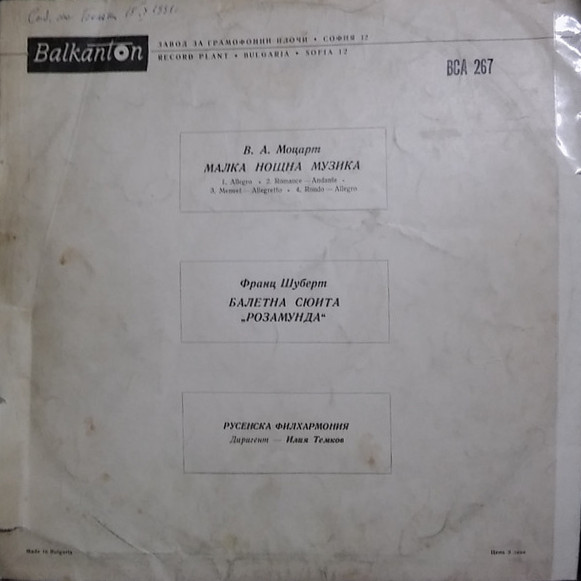 Balkanton
ЗАВОД ЗА ГРАМОФОННИ ПЛОЧИ • СОФИЯ 12
RECORD PLANT • BULGARIA • SOFIA 12
ВСА 267
В. А. Моцарт
МАЛКА НОЩНА МУЗИКА
1. Allegro • 2. Romance — Andante •
3. Menuet — Allegretto • 4. Rondo — Allegro
Франц Шуберт
БАЛЕТНА СЮИТА
„РОЗАМУНДА“
РУСЕНСКА ФИЛХАРМОНИЯ
Диригент — Илия Темков
Made in Bulgaria
Цена